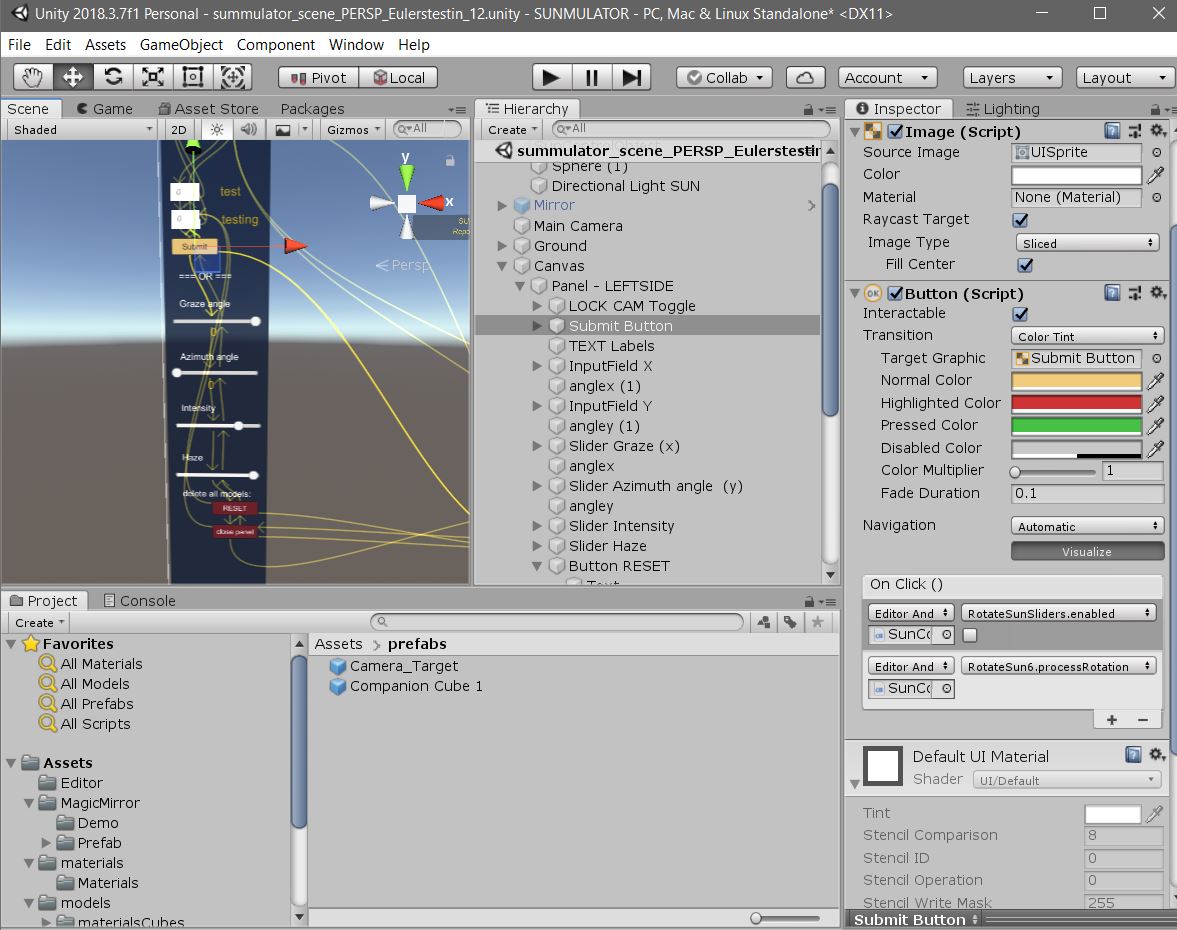 Unity 2018.3.7f1 Personal - summulator_scene_PERSP_Eulerstestin_12.unity - SUNMULATOR - PC, Mac & Linux Standalone* <DX11>
File Edit Assets GameObject Component Window Help
Pivot Local Collab Account Layers Layout
Scene Game Asset Store Packages
Shaded 2D Gizmos All
y
x
Persp
test
testing
Submit
=== OR ===
Graze angle
0
Azimuth angle
0
Intensity
Haze
delete all models:
RESET
close panel
Hierarchy
Create All
summulator_scene_PERSP_Eulerstestin
Sphere (1)
Directional Light SUN
Mirror
Main Camera
Ground
Canvas
Panel - LEFTSIDE
LOCK CAM Toggle
Submit Button
TEXT Labels
InputField X
anglex (1)
InputField Y
angley (1)
Slider Graze (x)
anglex
Slider Azimuth angle (y)
angley
Slider Intensity
Slider Haze
Button RESET
Text
Inspector Lighting
Image (Script)
Source Image UISprite
Color
Material None (Material)
Raycast Target
Image Type Sliced
Fill Center
OK Button (Script)
Interactable
Transition Color Tint
Target Graphic Submit Button
Normal Color
Highlighted Color
Pressed Color
Disabled Color
Color Multiplier 1
Fade Duration 0.1
Navigation Automatic
Visualize
On Click ()
Editor And RotateSunSliders.enabled
SunCo
Editor And RotateSun6.processRotation
SunCo
+ −
Default UI Material
Shader UI/Default
Tint
Stencil Comparison 8
Stencil ID 0
Stencil Operation 0
Stencil Write Mask 255
Submit Button
Project Console
Create
Favorites
All Materials
All Models
All Prefabs
All Scripts
Assets
Editor
MagicMirror
Demo
Prefab
materials
Materials
models
materialsCubes
Assets > prefabs
Camera_Target
Companion Cube 1